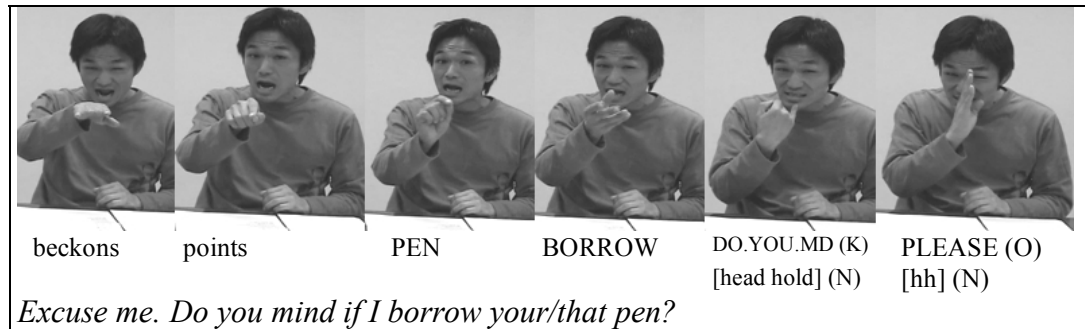 beckons points PEN BORROW DO.YOU.MD (K) PLEASE (O)
[head hold] (N) [hh] (N)
Excuse me. Do you mind if I borrow your/that pen?